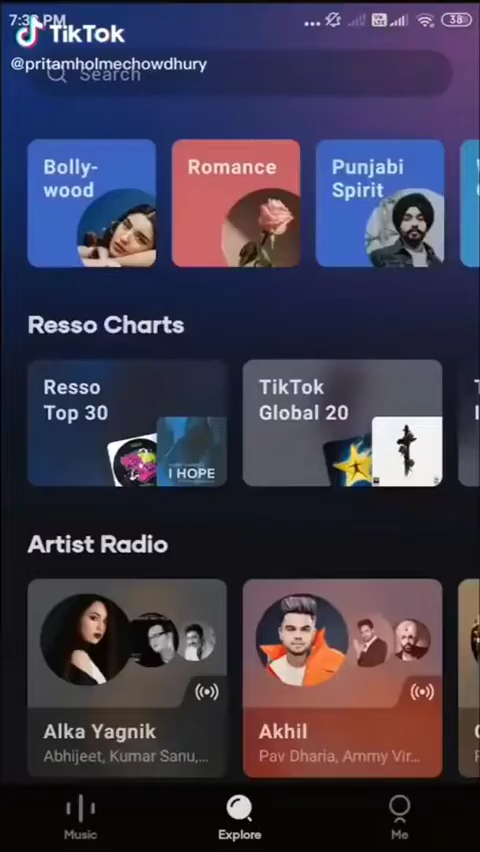 7:33 PM
38
TikTok
@pritamholmechowdhury
Search
Bolly-
wood
Romance
Punjabi
Spirit
Resso Charts
Resso
Top 30
TikTok
Global 20
I HOPE
Artist Radio
Alka Yagnik
Abhijeet, Kumar Sanu,...
Akhil
Pav Dharia, Ammy Vir...
Music
Explore
Me